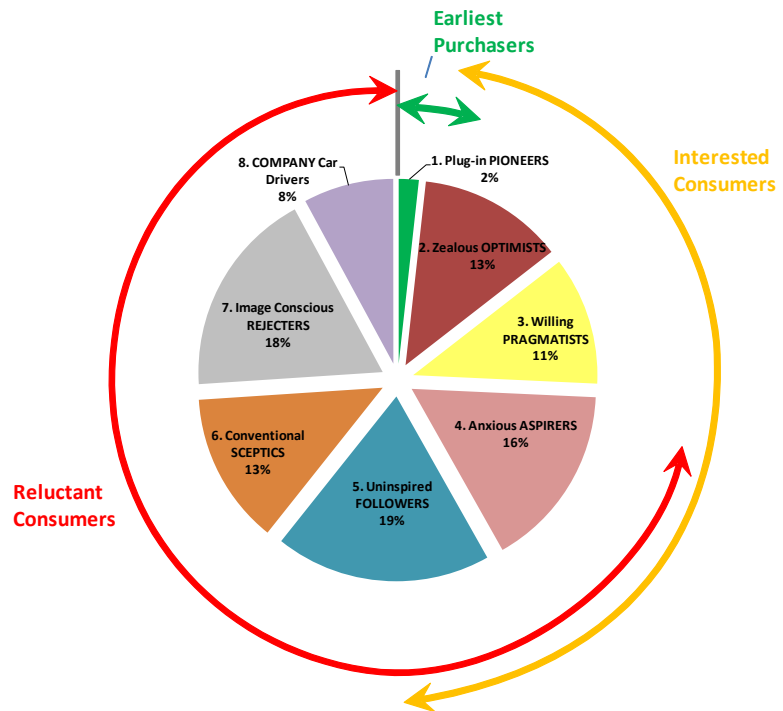 Earliest
Purchasers
Interested
Consumers
1. Plug-in PIONEERS
2%
2. Zealous OPTIMISTS
13%
3. Willing
PRAGMATISTS
11%
4. Anxious ASPIRERS
16%
5. Uninspired
FOLLOWERS
19%
6. Conventional
SCEPTICS
13%
7. Image Conscious
REJECTERS
18%
8. COMPANY Car
Drivers
8%
Reluctant
Consumers